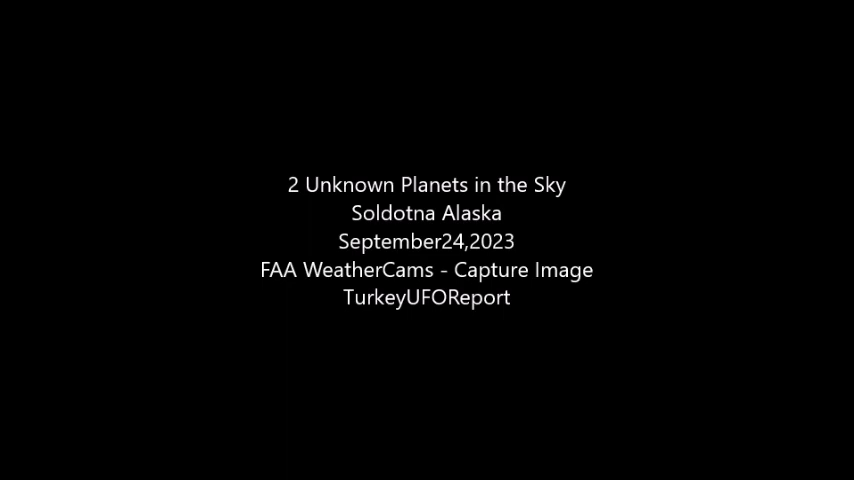 2 Unknown Planets in the Sky
Soldotna Alaska
September24,2023
FAA WeatherCams - Capture Image
TurkeyUFOReport